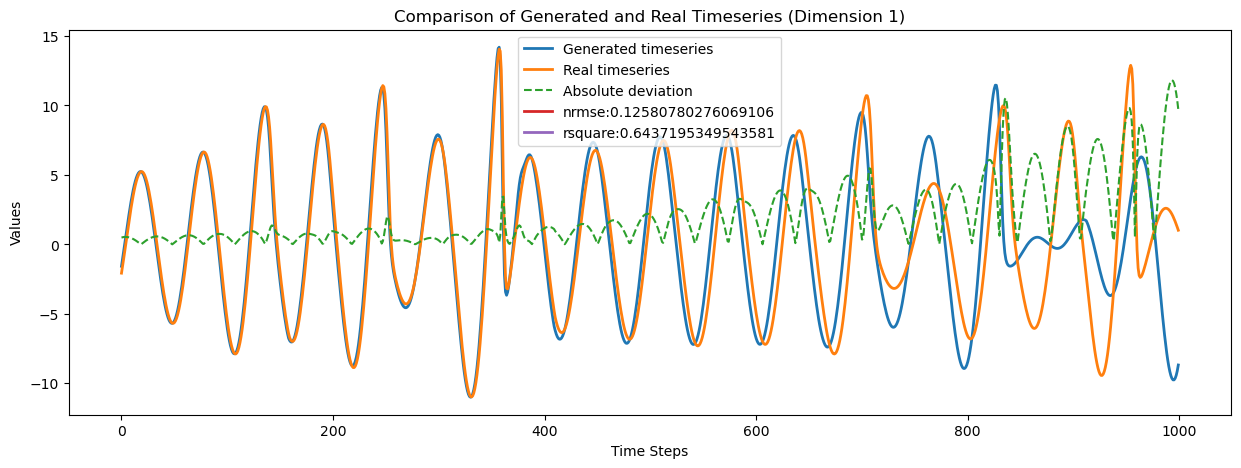 Comparison of Generated and Real Timeseries (Dimension 1)
Generated timeseries
Real timeseries
Absolute deviation
nrmse:0.12580780276069106
rsquare:0.6437195349543581
Values
15
10
5
0
−5
−10
0
200
400
600
800
1000
Time Steps